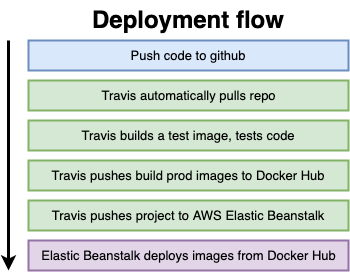 Deployment flow
Push code to github
Travis automatically pulls repo
Travis builds a test image, tests code
Travis pushes build prod images to Docker Hub
Travis pushes project to AWS Elastic Beanstalk
Elastic Beanstalk deploys images from Docker Hub